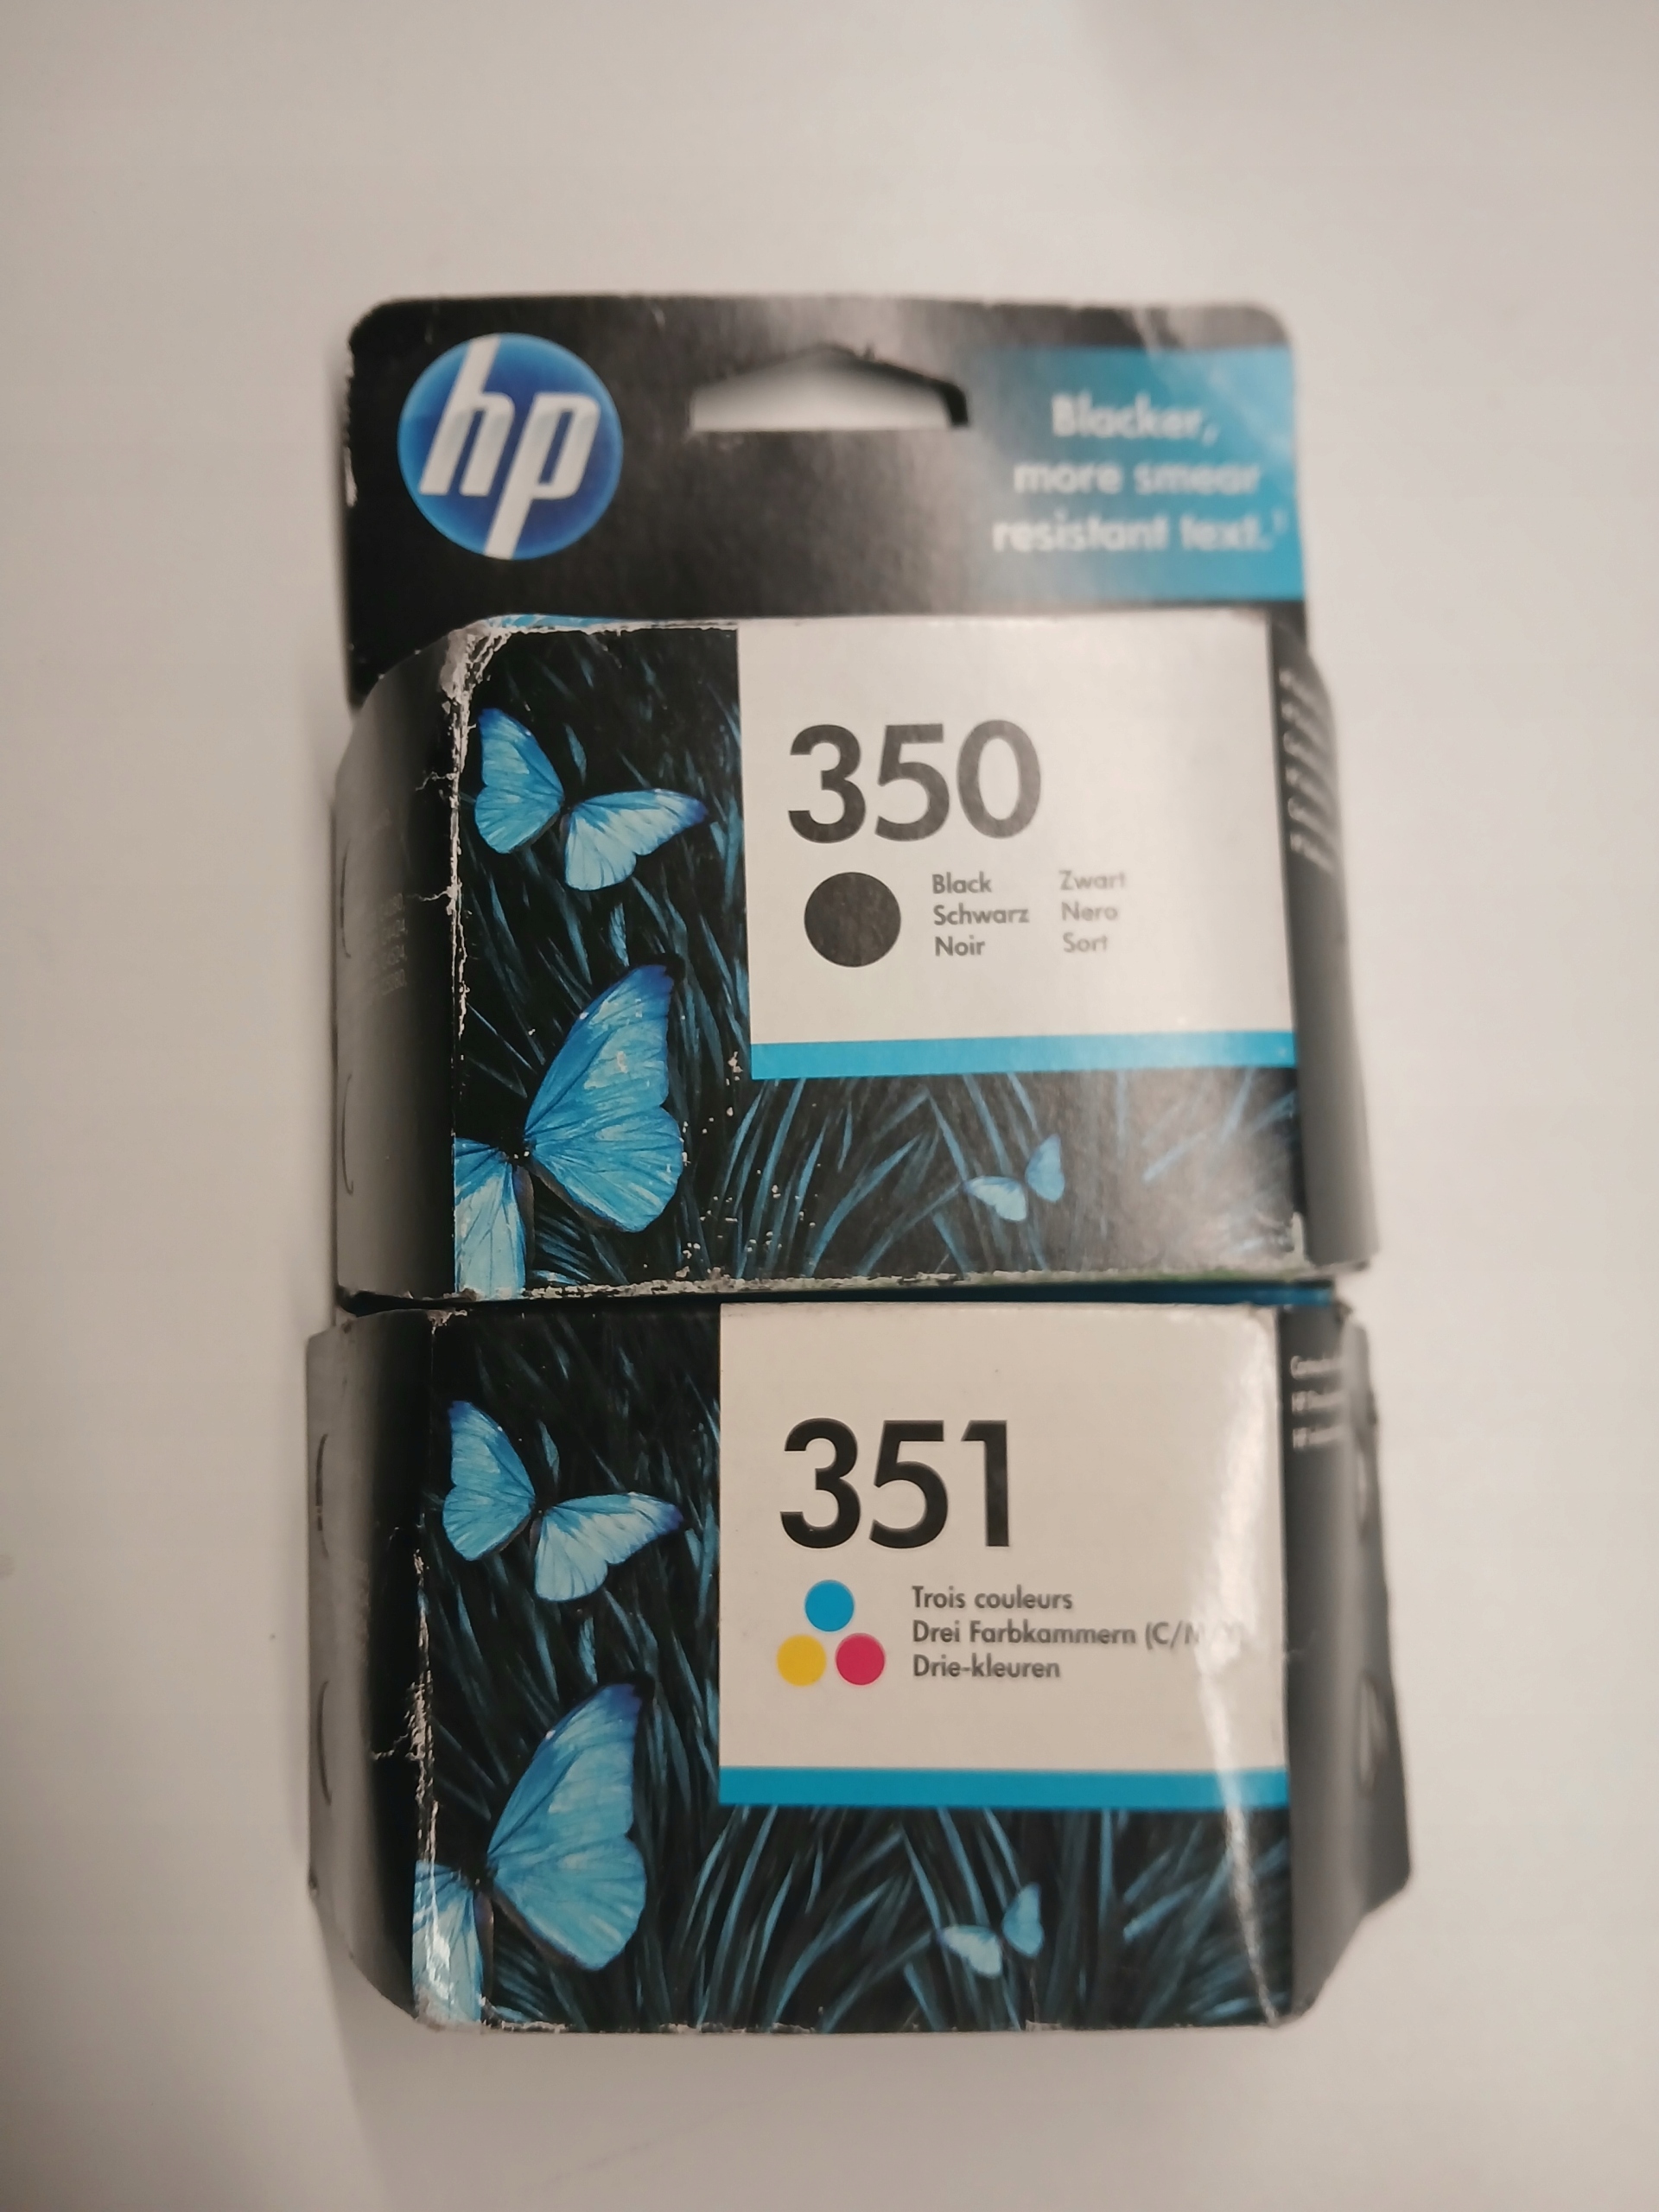 hp
Blacker,
more smear
resistant text.¹
350
Black Zwart
Schwarz Nero
Noir Sort
351
Trois couleurs
Drei Farbkammern (C/M/Y)
Drie-kleuren